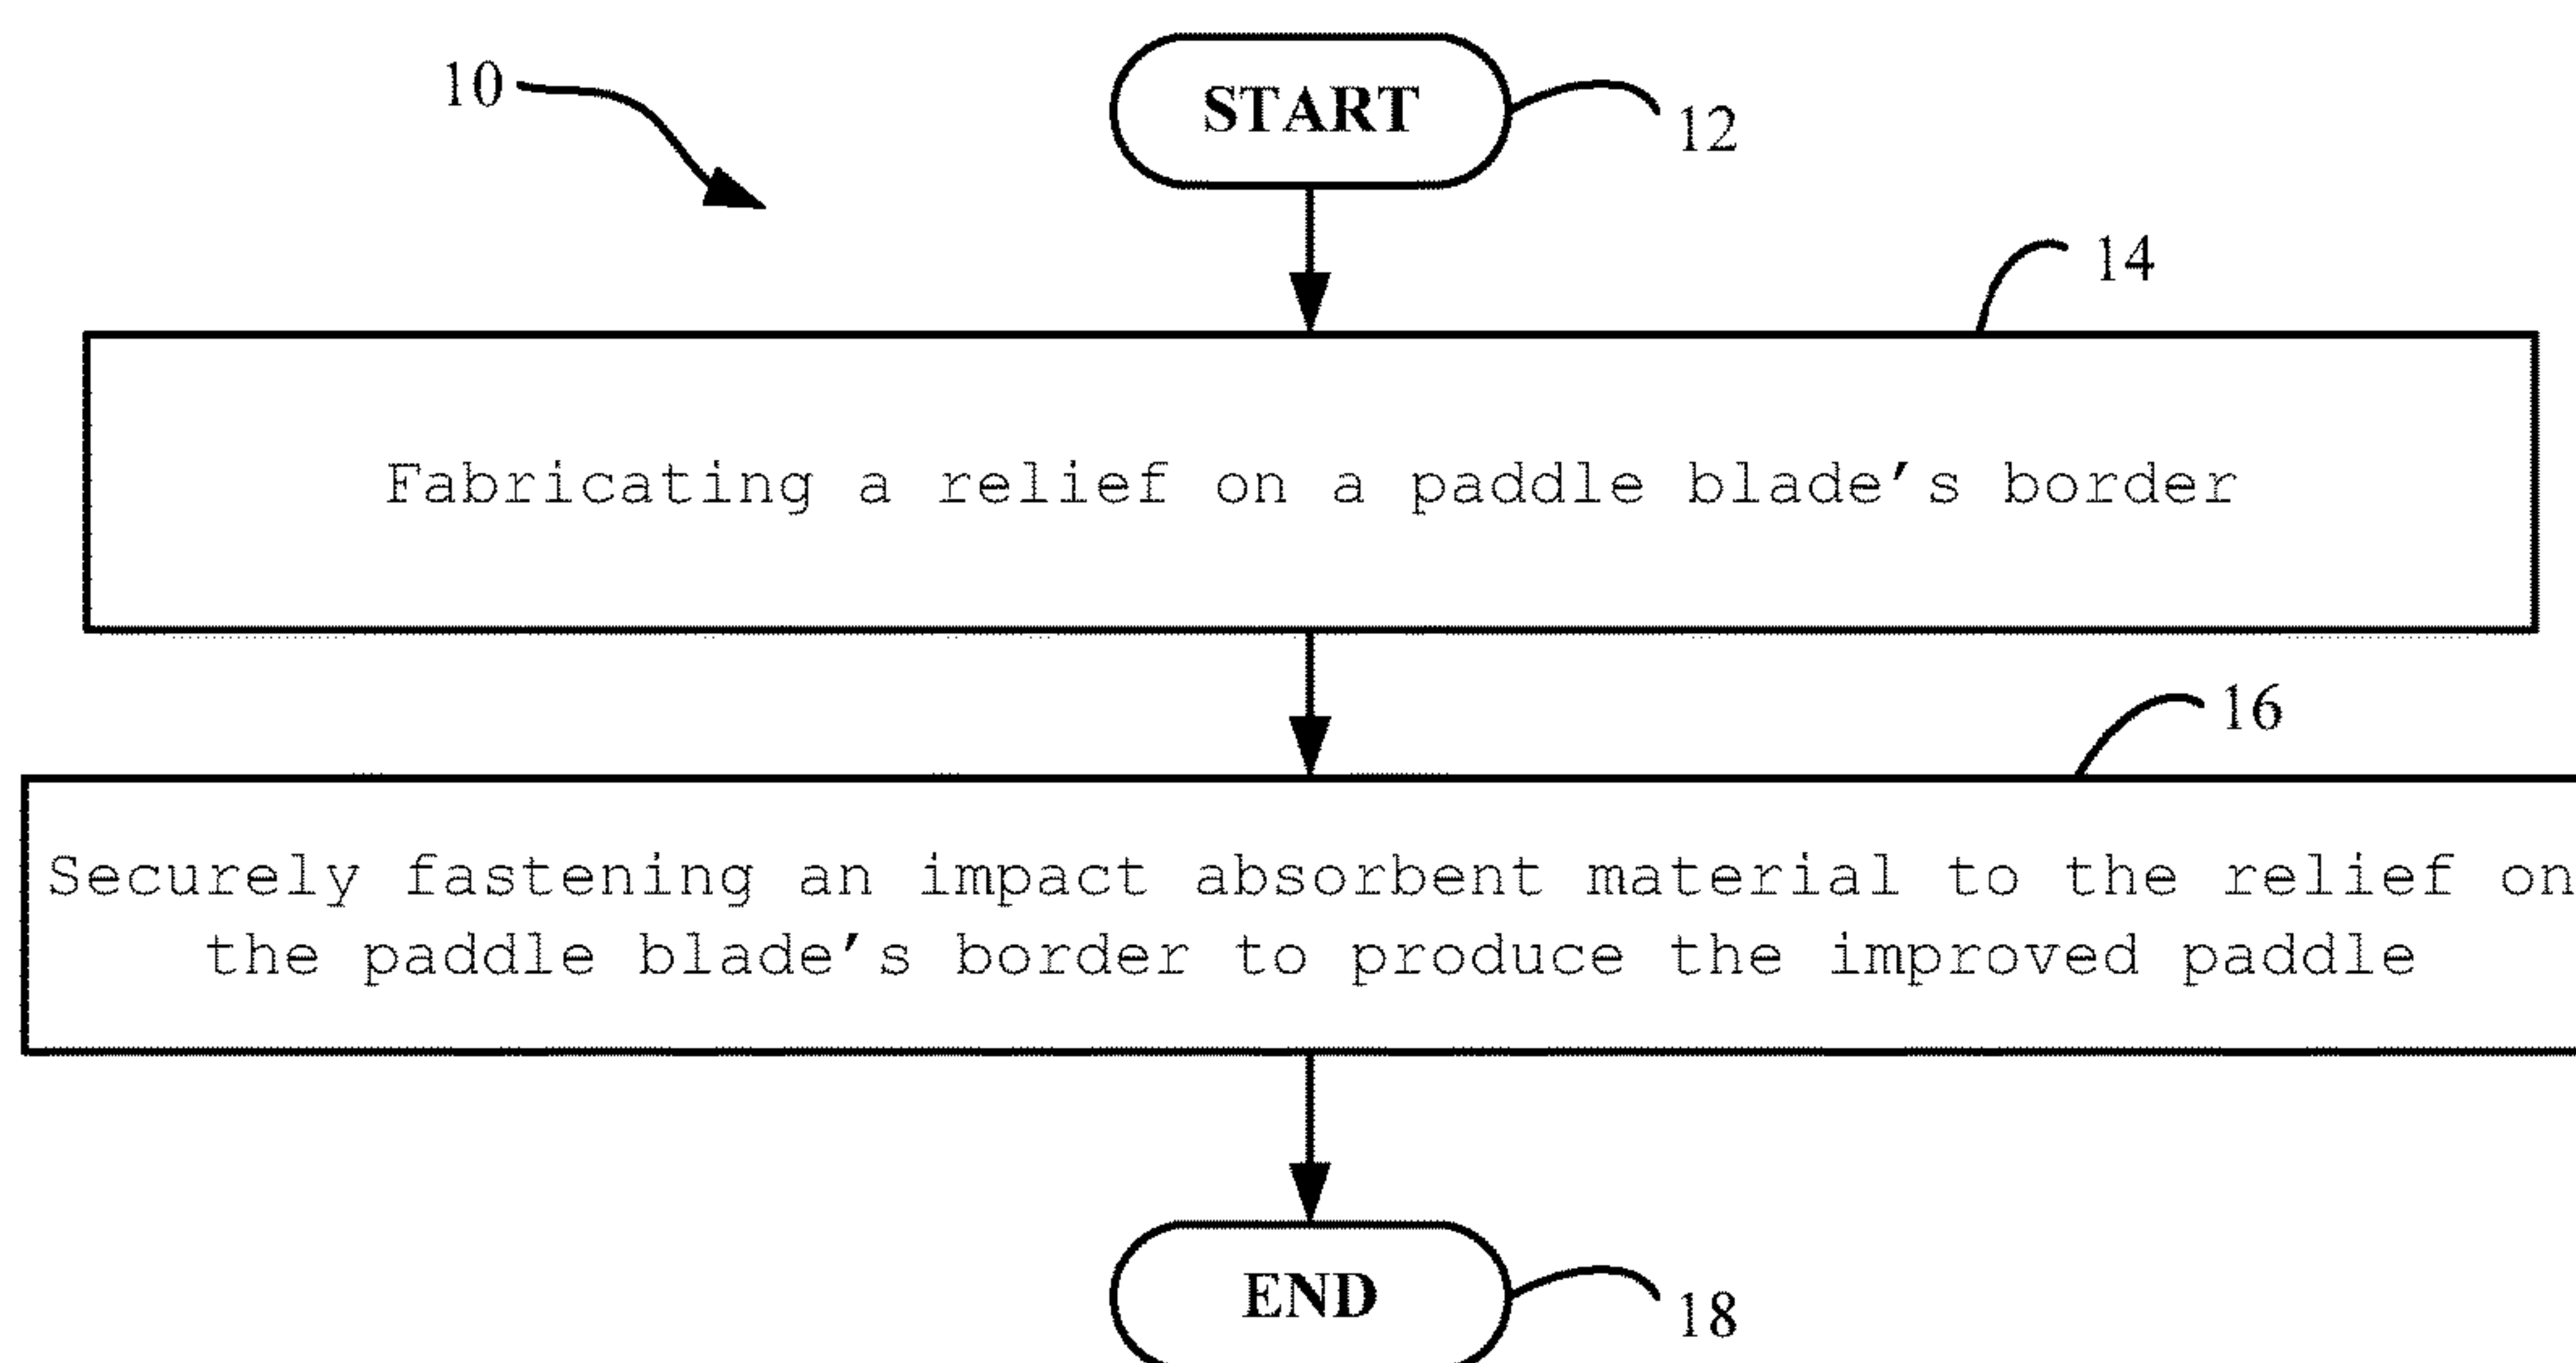 10
START
12
14
Fabricating a relief on a paddle blade’s border
16
Securely fastening an impact absorbent material to the relief on
the paddle blade’s border to produce the improved paddle
END
18